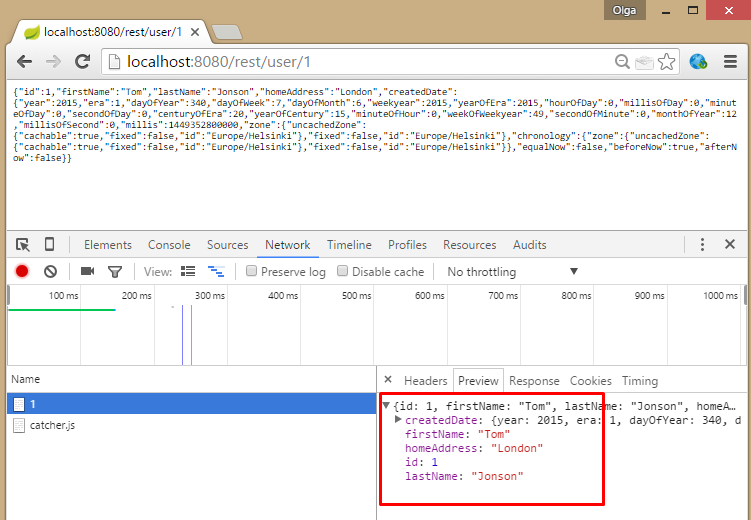 Olga
localhost:8080/rest/user/1
localhost:8080/rest/user/1
{"id":1,"firstName":"Tom","lastName":"Jonson","homeAddress":"London","createdDate":
{"year":2015,"era":1,"dayOfYear":340,"dayOfWeek":7,"dayOfMonth":6,"weekyear":2015,"yearOfEra":2015,"hourOfDay":0,"millisOfDay":0,"minut
eOfDay":0,"secondOfDay":0,"centuryOfEra":20,"yearOfCentury":15,"minuteOfHour":0,"weekOfWeekyear":49,"secondOfMinute":0,"monthOfYear":12
,"millisOfSecond":0,"millis":1449352800000,"zone":{"uncachedZone":
{"cachable":true,"fixed":false,"id":"Europe/Helsinki"},"fixed":false,"id":"Europe/Helsinki"},"chronology":{"zone":{"uncachedZone":
{"cachable":true,"fixed":false,"id":"Europe/Helsinki"},"fixed":false,"id":"Europe/Helsinki"}},"equalNow":false,"beforeNow":true,"afterN
ow":false}}
Elements Console Sources Network Timeline Profiles Resources Audits
View: Preserve log Disable cache No throttling
100 ms 200 ms 300 ms 400 ms 500 ms 600 ms 700 ms 800 ms 900 ms 1000 ms
Name
1
catcher.js
Headers Preview Response Cookies Timing
{id: 1, firstName: "Tom", lastName: "Jonson", homeA…
createdDate: {year: 2015, era: 1, dayOfYear: 340, d
firstName: "Tom"
homeAddress: "London"
id: 1
lastName: "Jonson"